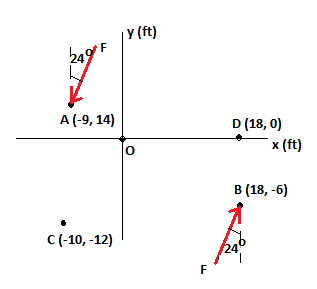 y (ft)
F
24°
A (-9, 14)
D (18, 0)
x (ft)
O
B (18, -6)
C (-10, -12)
24°
F